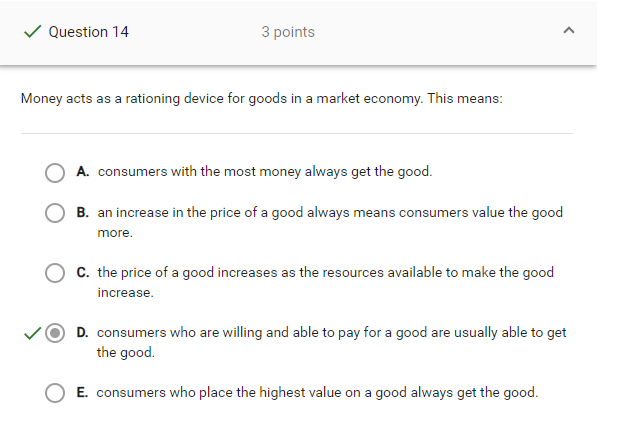 Question 14 3 points
Money acts as a rationing device for goods in a market economy. This means:
A. consumers with the most money always get the good.
B. an increase in the price of a good always means consumers value the good
more.
C. the price of a good increases as the resources available to make the good
increase.
D. consumers who are willing and able to pay for a good are usually able to get
the good.
E. consumers who place the highest value on a good always get the good.